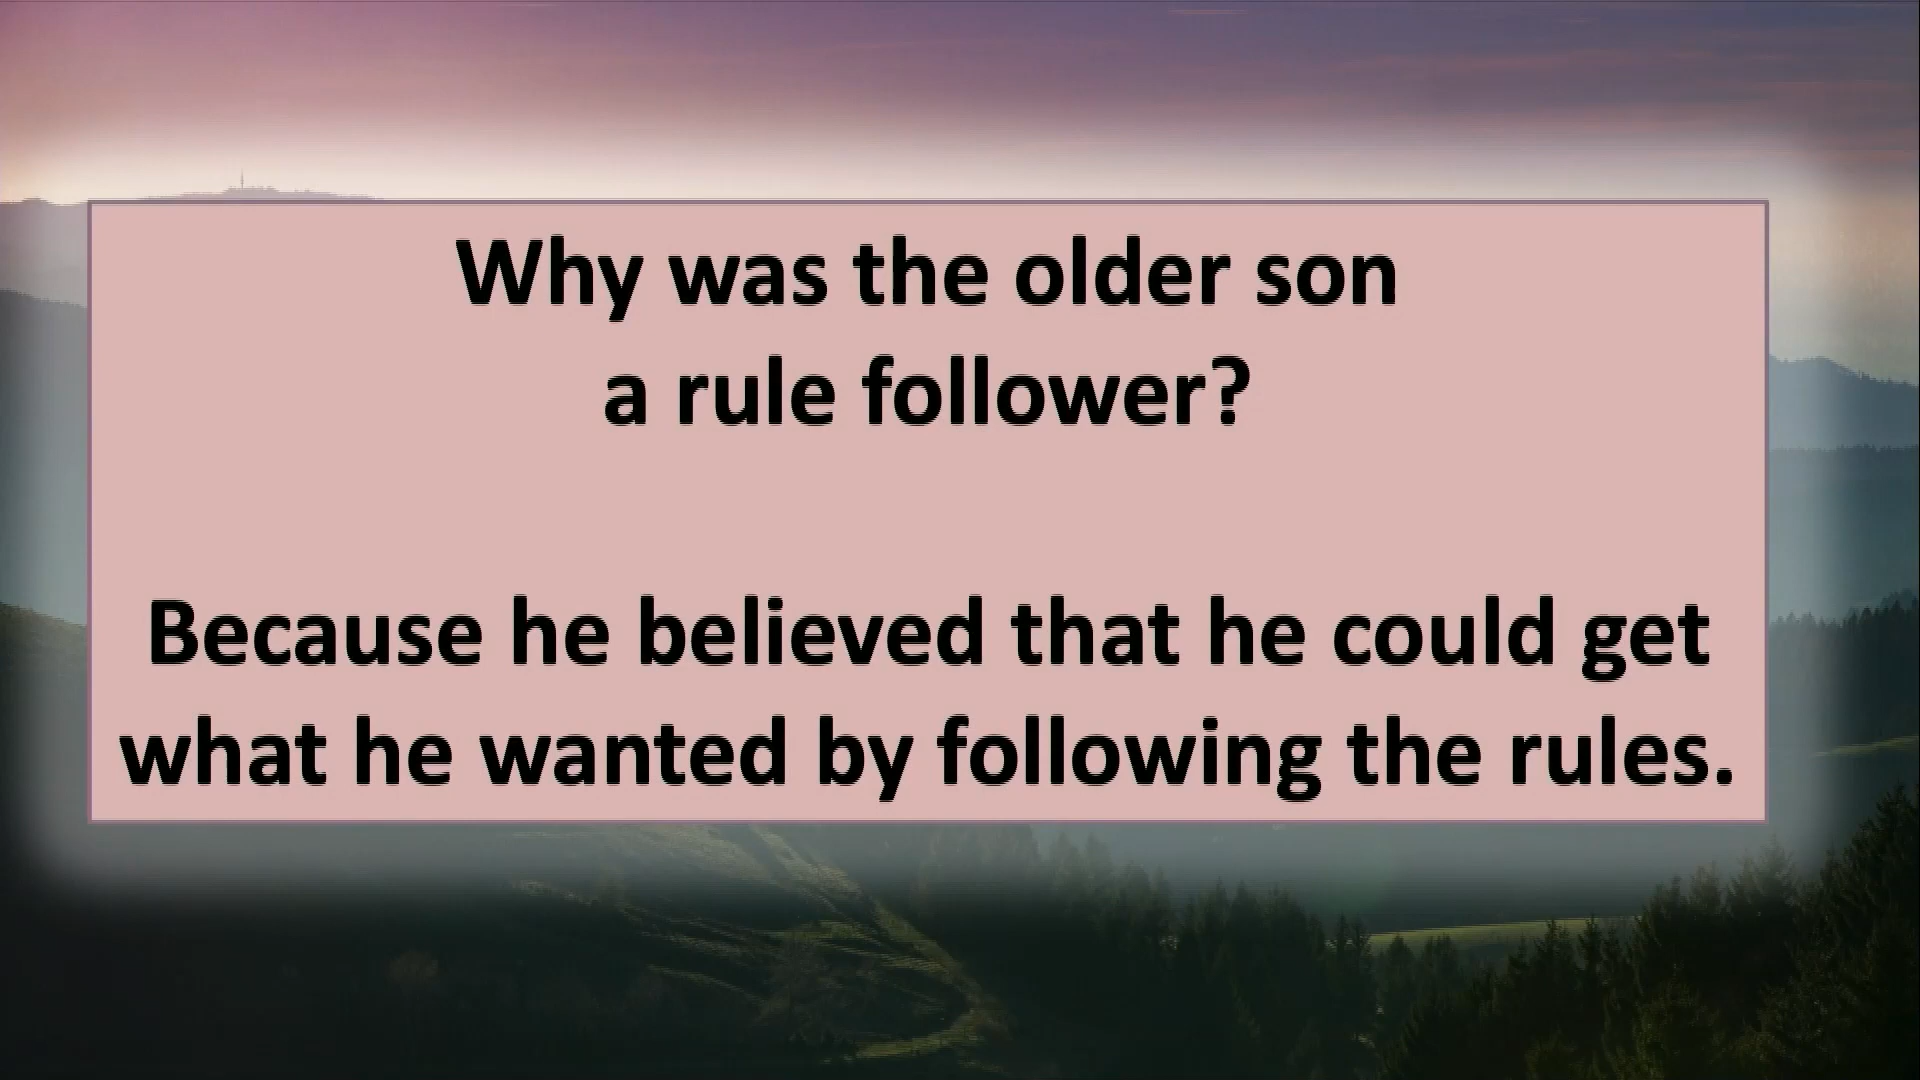 Why was the older son
a rule follower?
Because he believed that he could get
what he wanted by following the rules.